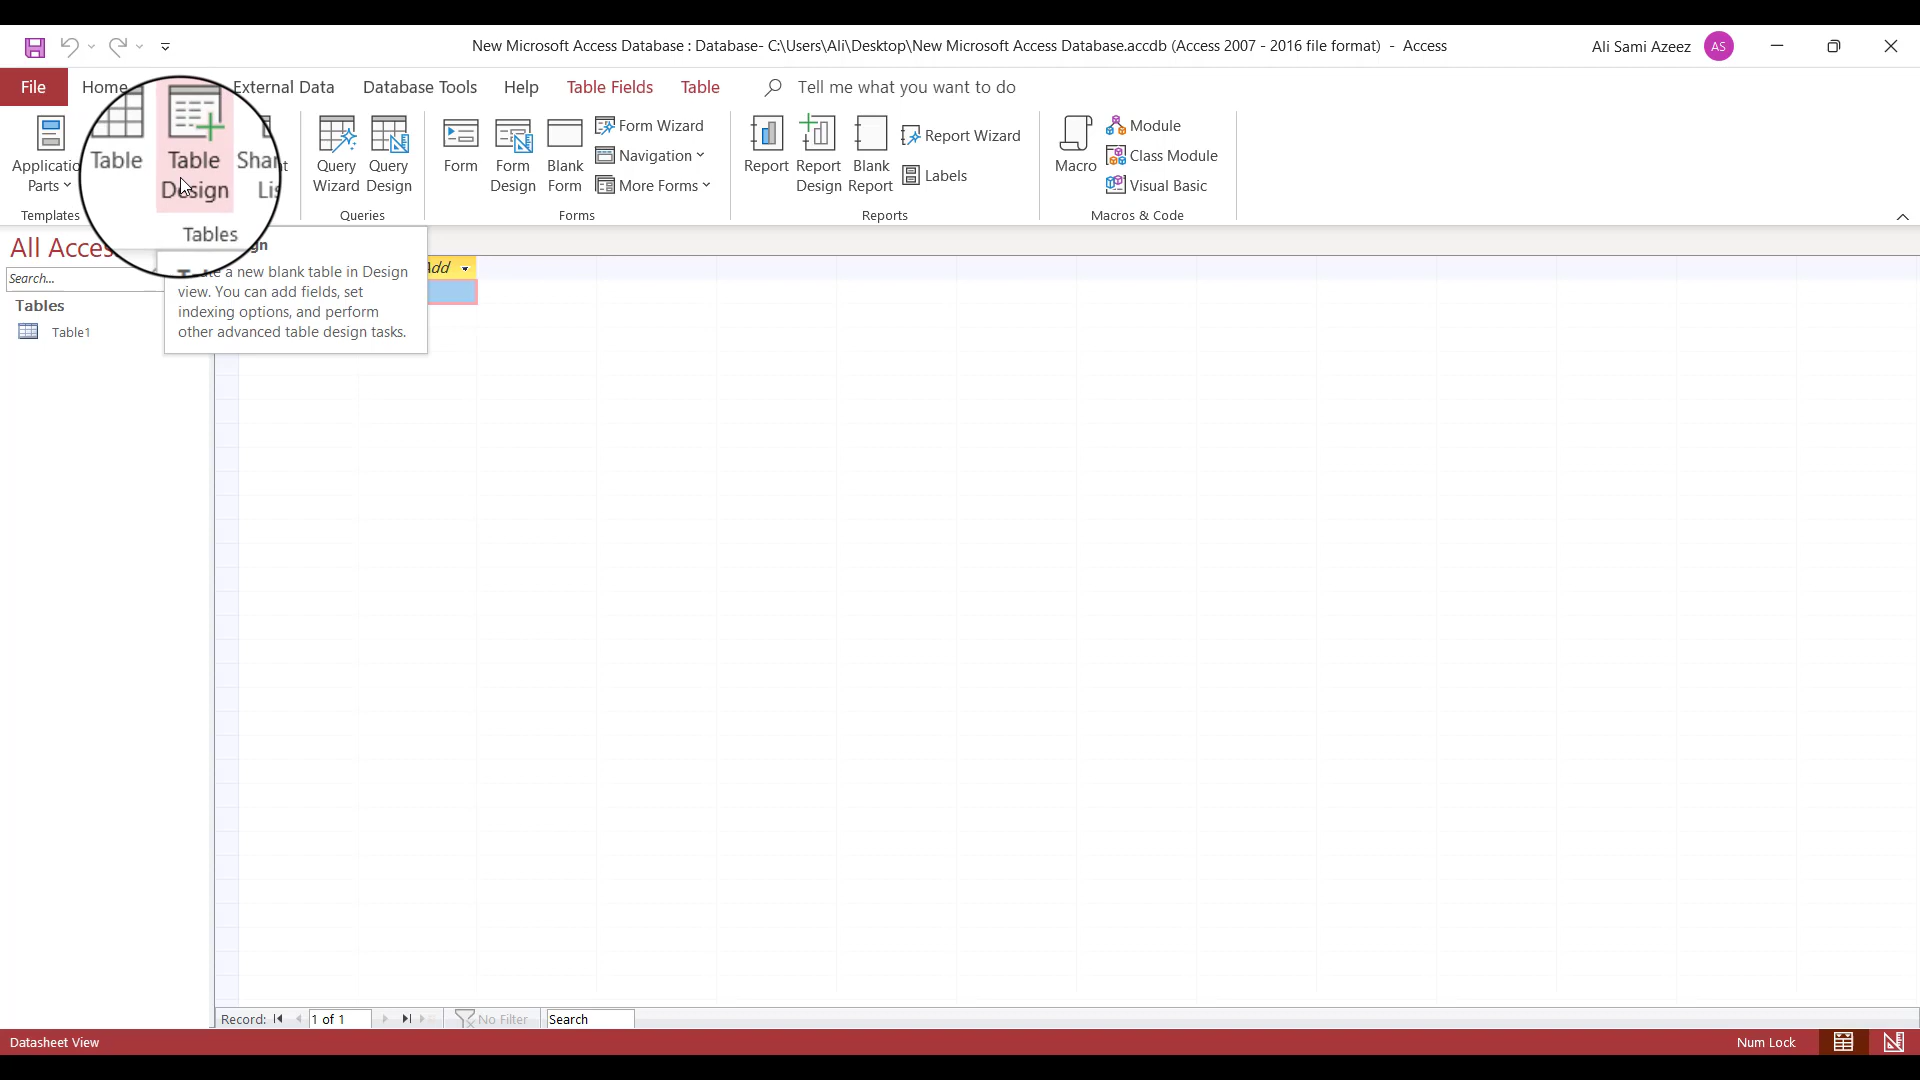 New Microsoft Access Database : Database- C:\Users\Ali\Desktop\New Microsoft Access Database.accdb (Access 2007 - 2016 file format) - Access
Ali Sami Azeez
AS
File
Home
External Data
Database Tools
Help
Table Fields
Table
Tell me what you want to do
Application
Parts
Templates
Table
Table
Design
Tables
Query
Wizard
Query
Design
Queries
Form
Form
Design
Blank
Form
Form Wizard
Navigation
More Forms
Forms
Report
Report
Design
Blank
Report
Report Wizard
Labels
Reports
Macro
Module
Class Module
Visual Basic
Macros & Code
All Acces
Search...
Tables
Table1
a new blank table in Design
view. You can add fields, set
indexing options, and perform
other advanced table design tasks.
Add
Record:
1 of 1
No Filter
Search
Datasheet View
Num Lock